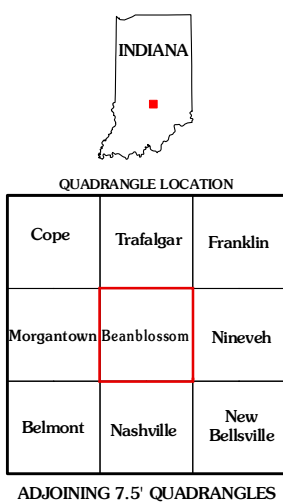 INDIANA
QUADRANGLE LOCATION
Cope Trafalgar Franklin
Morgantown Beanblossom Nineveh
Belmont Nashville New Bellsville
ADJOINING 7.5' QUADRANGLES